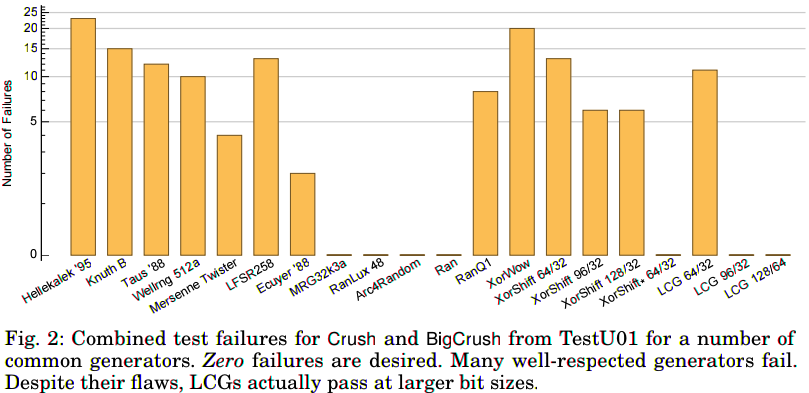 25
20
15
10
5
0
Number of Failures
Hellekalek '95
Knuth B
Taus '88
Wellrng 512a
Mersenne Twister
LFSR258
Ecuyer '88
MRG32k3a
RanLux 48
Arc4Random
Ran
RanQ1
XorWow
XorShift 64/32
XorShift 96/32
XorShift 128/32
XorShift* 64/32
LCG 64/32
LCG 96/32
LCG 128/64
Fig. 2: Combined test failures for Crush and BigCrush from TestU01 for a number of
common generators. Zero failures are desired. Many well-respected generators fail.
Despite their flaws, LCGs actually pass at larger bit sizes.